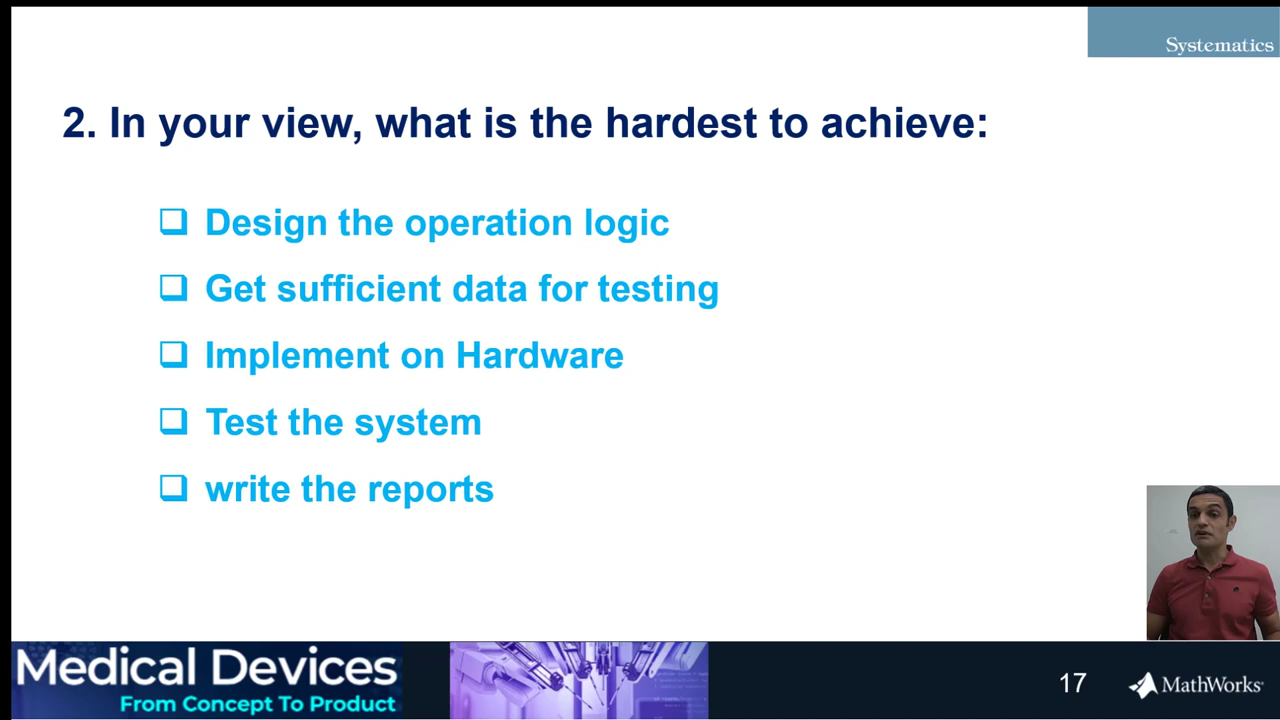 Systematics
2. In your view, what is the hardest to achieve:
Design the operation logic
Get sufficient data for testing
Implement on Hardware
Test the system
write the reports
Medical Devices
From Concept To Product
17
MathWorks